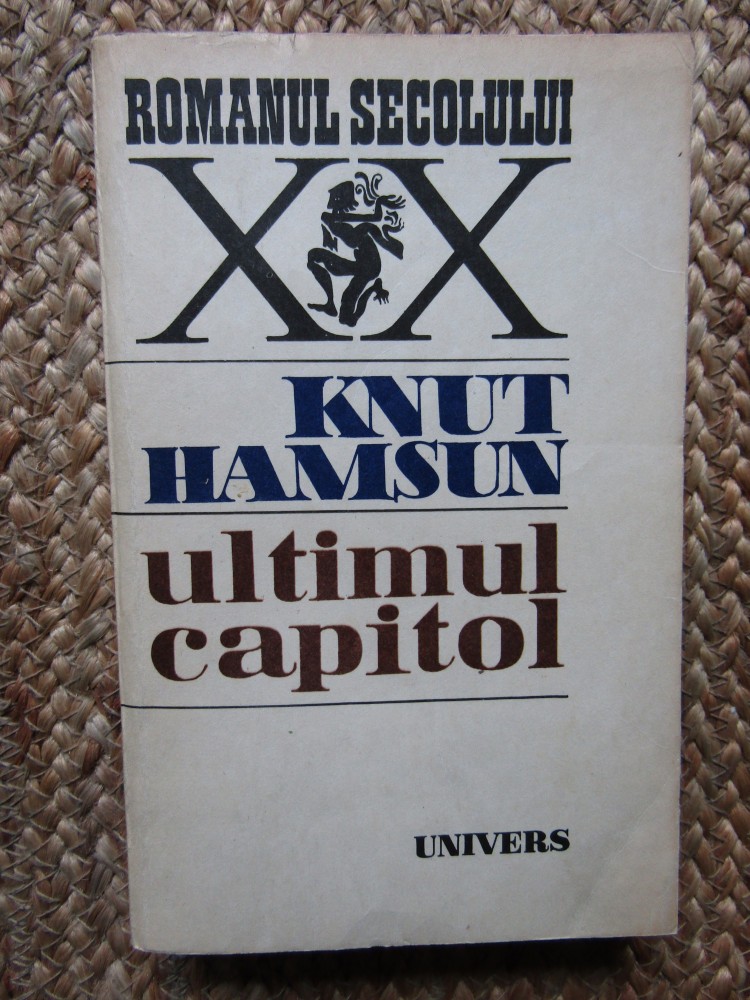 ROMANUL SECOLULUI
XX
KNUT
HAMSUN
ultimul
capitol
UNIVERS